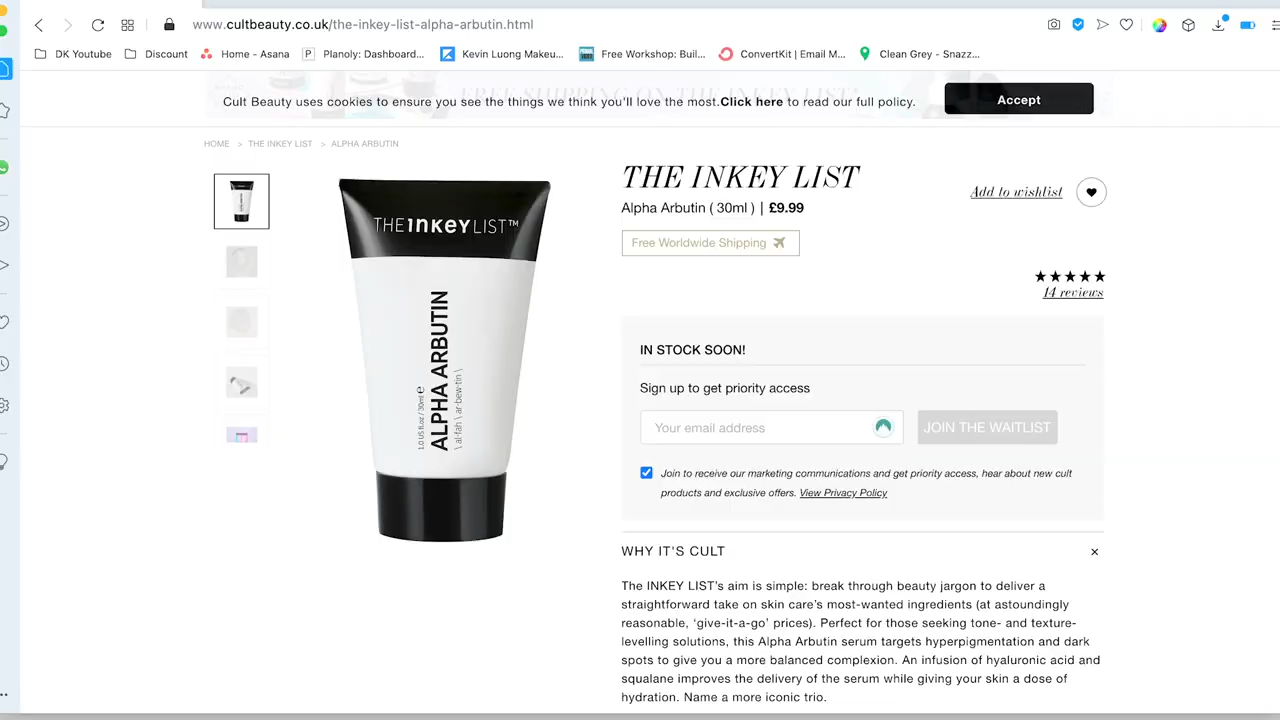 www.cultbeauty.co.uk/the-inkey-list-alpha-arbutin.html
DK Youtube Discount Home - Asana P Planoly: Dashboard... Kevin Luong Makeu... Free Workshop: Buil... ConvertKit | Email M... Clean Grey - Snazz...
Cult Beauty uses cookies to ensure you see the things we think you'll love the most.Click here to read our full policy.
Accept
HOME > THE INKEY LIST > ALPHA ARBUTIN
THE INKEY LIST
Add to wishlist
Alpha Arbutin ( 30ml ) | £9.99
Free Worldwide Shipping
14 reviews
THE INKEY LIST™
ALPHA ARBUTIN
1.0 US fl.oz / 30ml e
\ al·fah \ ar·bew·tin \
IN STOCK SOON!
Sign up to get priority access
Your email address
JOIN THE WAITLIST
Join to receive our marketing communications and get priority access, hear about new cult
products and exclusive offers. View Privacy Policy
WHY IT'S CULT
The INKEY LIST's aim is simple: break through beauty jargon to deliver a
straightforward take on skin care's most-wanted ingredients (at astoundingly
reasonable, 'give-it-a-go' prices). Perfect for those seeking tone- and texture-
levelling solutions, this Alpha Arbutin serum targets hyperpigmentation and dark
spots to give you a more balanced complexion. An infusion of hyaluronic acid and
squalane improves the delivery of the serum while giving your skin a dose of
hydration. Name a more iconic trio.